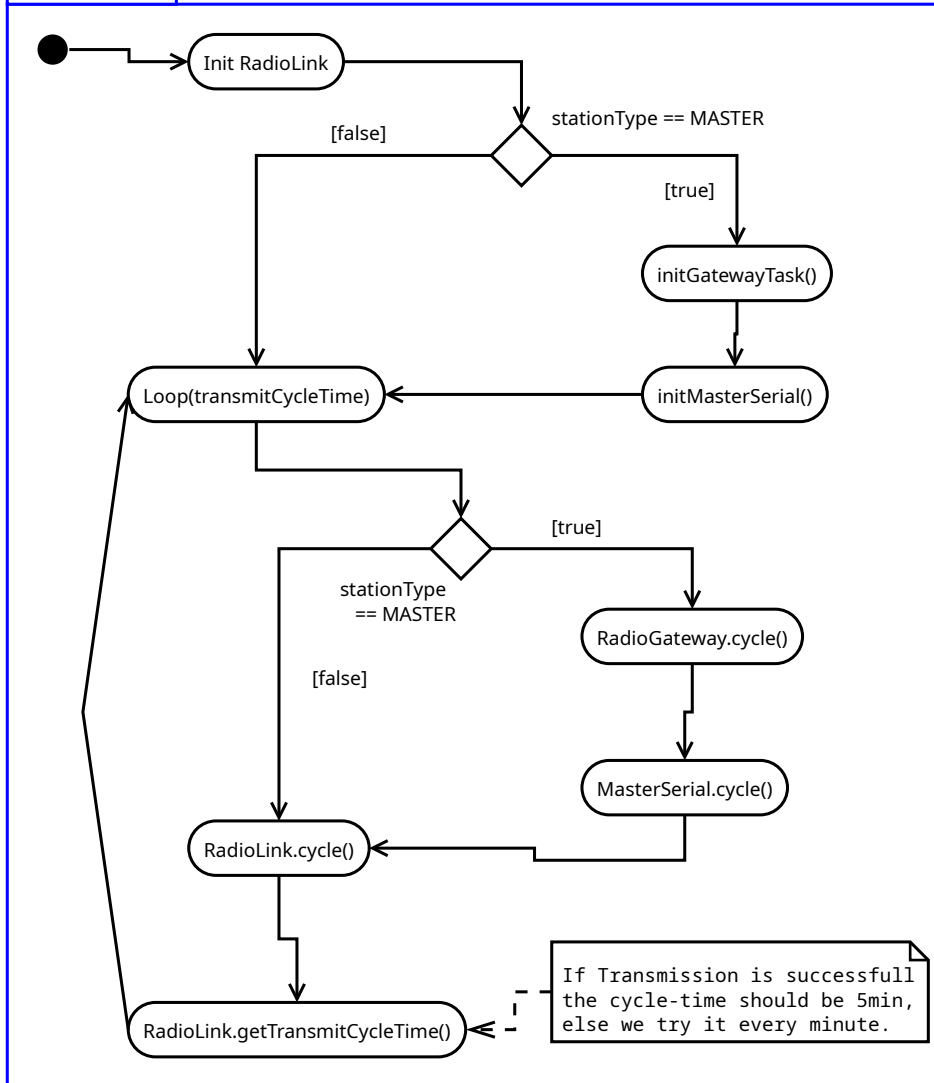 Init RadioLink
stationType == MASTER
[false]
[true]
initGatewayTask()
Loop(transmitCycleTime)
initMasterSerial()
[true]
stationType
== MASTER
RadioGateway.cycle()
[false]
MasterSerial.cycle()
RadioLink.cycle()
If Transmission is successfull
the cycle-time should be 5min,
else we try it every minute.
RadioLink.getTransmitCycleTime()